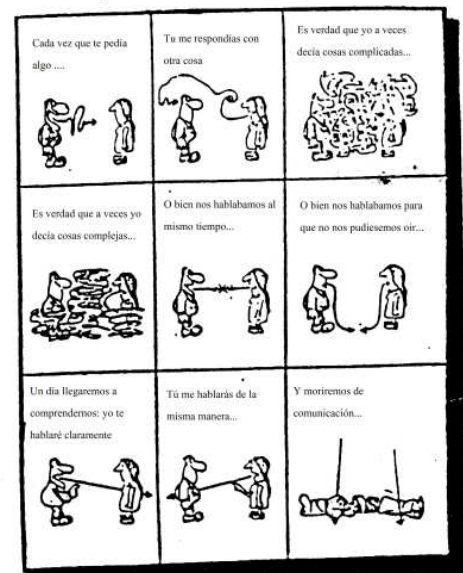 Cada vez que te pedia
algo ....
Tu me respondias con
otra cosa
Es verdad que yo a veces
decía cosas complicadas...
Es verdad que a veces yo
decía cosas complejas...
O bien nos hablabamos al
mismo tiempo...
O bien nos hablabamos para
que no nos pudiesemos oir...
Un día llegaremos a
comprendernos: yo te
hablaré claramente
Tú me hablarás de la
misma manera...
Y moriremos de
comunicación...